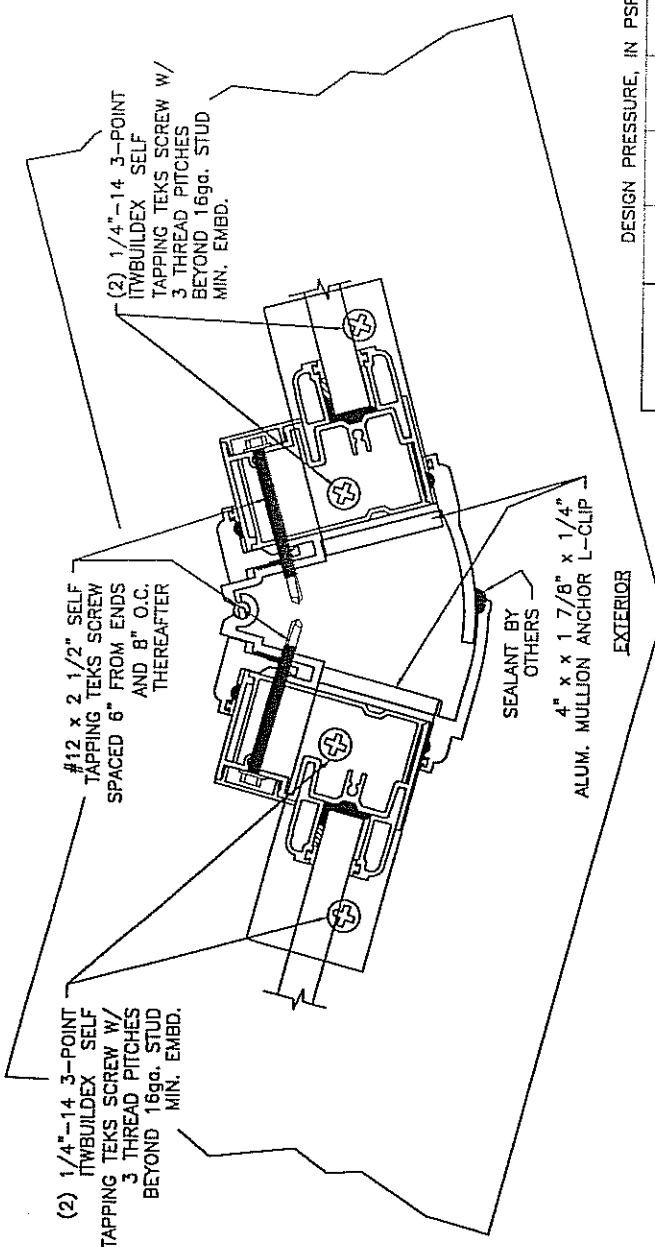 (2) 1/4"-14 3-POINT
ITWBUILDEX SELF
TAPPING TEKS SCREW W/
3 THREAD PITCHES
BEYOND 16ga. STUD
MIN. EMBD.
#12 x 2 1/2" SELF
TAPPING TEKS SCREW
SPACED 6" FROM ENDS
AND 8" O.C.
THEREAFTER
(2) 1/4"-14 3-POINT
ITWBUILDEX SELF
TAPPING TEKS SCREW W/
3 THREAD PITCHES
BEYOND 16ga. STUD
MIN. EMBD.
SEALANT BY
OTHERS
4" x x 1 7/8" x 1/4"
ALUM. MULLION ANCHOR L-CLIP
EXTERIOR
DESIGN PRESSURE, IN PSF